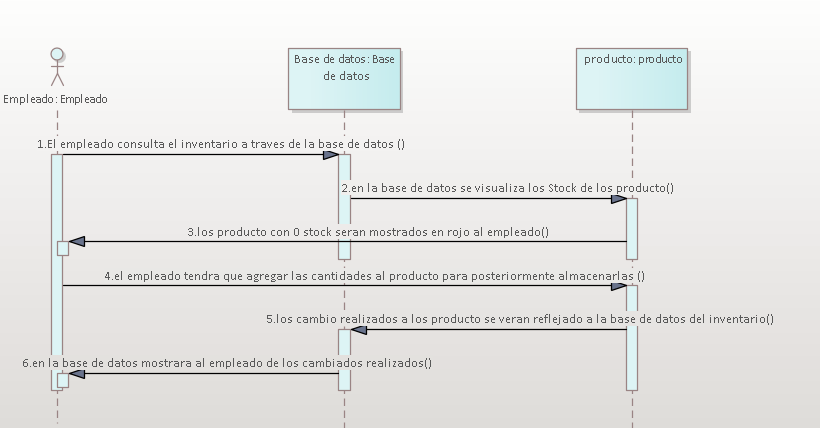 Empleado: Empleado
Base de datos: Base
de datos
producto: producto
1.El empleado consulta el inventario a traves de la base de datos ()
2.en la base de datos se visualiza los Stock de los producto()
3.los producto con 0 stock seran mostrados en rojo al empleado()
4.el empleado tendra que agregar las cantidades al producto para posteriormente almacenarlas ()
5.los cambio realizados a los producto se veran reflejado a la base de datos del inventario()
6.en la base de datos mostrara al empleado de los cambiados realizados()